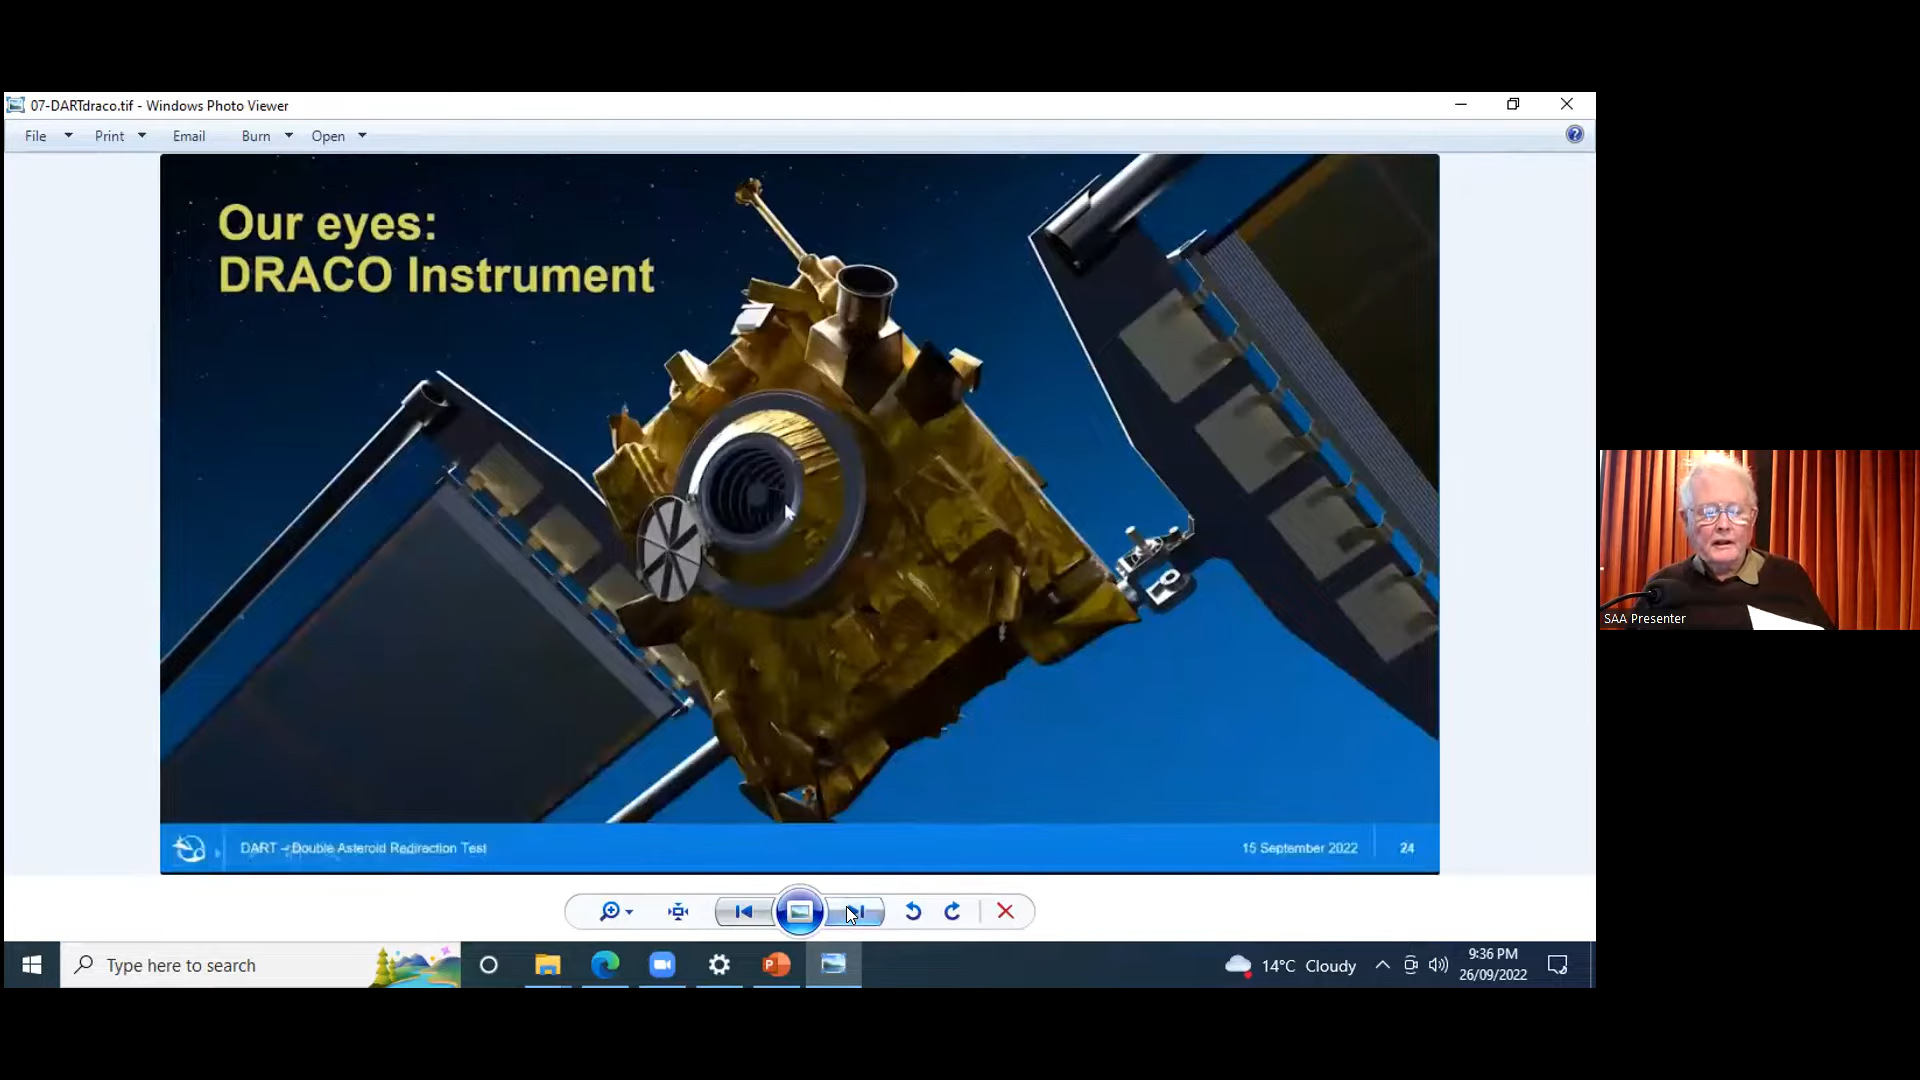 07-DARTdraco.tif - Windows Photo Viewer
File Print Email Burn Open
Our eyes:
DRACO Instrument
DART – Double Asteroid Redirection Test 15 September 2022 24
SAA Presenter
Type here to search
14°C Cloudy
9:36 PM
26/09/2022